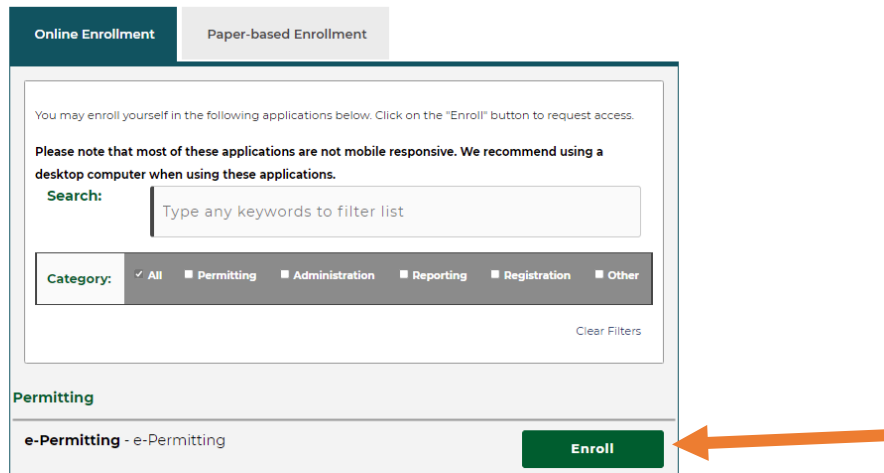 Online Enrollment Paper-based Enrollment
You may enroll yourself in the following applications below. Click on the "Enroll" button to request access.
Please note that most of these applications are not mobile responsive. We recommend using a
desktop computer when using these applications.
Search:
Type any keywords to filter list
Category: All Permitting Administration Reporting Registration Other
Clear Filters
Permitting
e-Permitting - e-Permitting Enroll